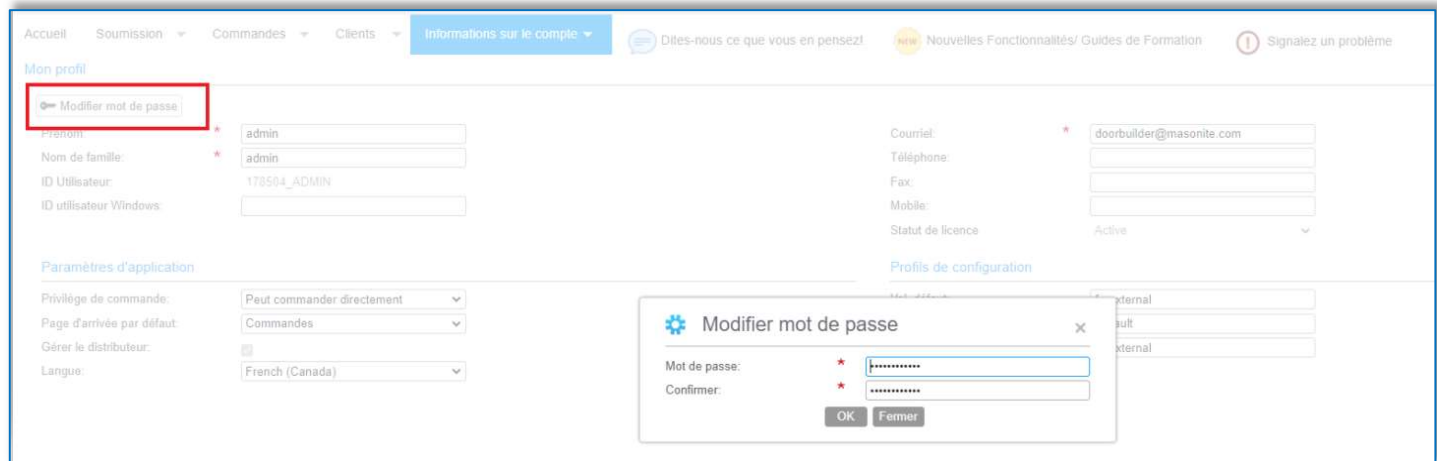 Accueil Soumission Commandes Clients Informations sur le compte Dites-nous ce que vous en pensez! NEW Nouvelles Fonctionnalités/ Guides de Formation Signalez un problème
Mon profil
Modifier mot de passe
Prénom: * admin Courriel: * doorbuilder@masonite.com
Nom de famille: * admin Téléphone:
ID Utilisateur: 178504_ADMIN Fax:
ID utilisateur Windows: Mobile:
Statut de licence Active
Paramètres d'application Profils de configuration
Privilège de commande: Peut commander directement
Page d'arrivée par défaut: Commandes
Gérer le distributeur:
Langue: French (Canada)
Modifier mot de passe ×
Mot de passe: * ••••••••••••
Confirmer: * ••••••••••••
OK Fermer